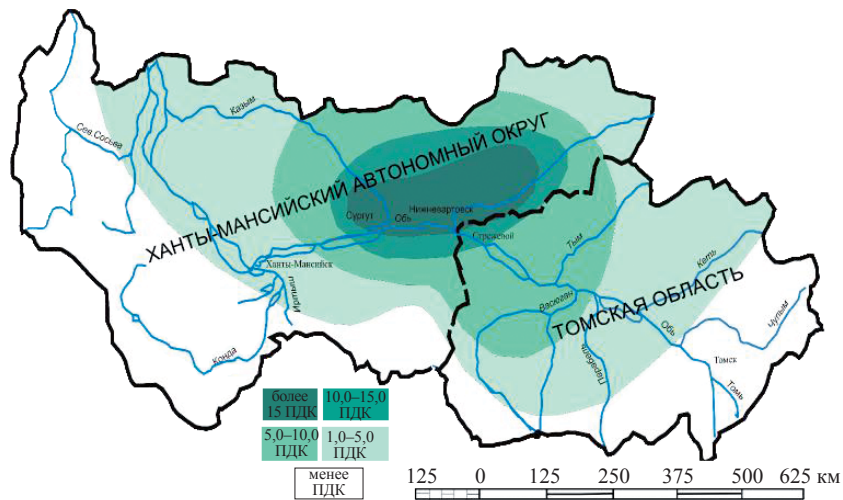 Казым
Сев.Сосьва
ХАНТЫ-МАНСИЙСКИЙ АВТОНОМНЫЙ ОКРУГ
Нижневартовск
Сургут
Обь
Стрежевой
Тым
Ханты-Мансийск
Кеть
Иртыш
Васюган
ТОМСКАЯ ОБЛАСТЬ
Обь
Чулым
Парабель
Конда
Томск
Томь
более
15 ПДК
10,0–15,0
ПДК
5,0–10,0
ПДК
1,0–5,0
ПДК
менее
ПДК
125 0 125 250 375 500 625 км